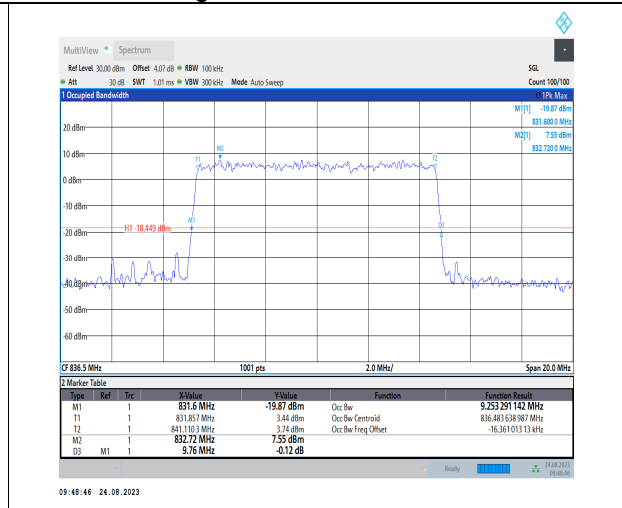 MultiView Spectrum
Ref Level 30.00 dBm Offset 4.07 dB RBW 100 kHz SGL
Att 30 dB SWT 1.01 ms VBW 300 kHz Mode Auto Sweep Count 100/100
1 Occupied Bandwidth 1Pk Max
M1[1] -19.87 dBm
831.6000 MHz
M2[1] 7.55 dBm
832.7200 MHz
20 dBm
10 dBm
M2
T1
T2
0 dBm
-10 dBm
M1
H1 -18.449 dBm
D3
-20 dBm
-30 dBm
-40 dBm
-50 dBm
-60 dBm
CF 836.5 MHz 1001 pts 2.0 MHz/ Span 20.0 MHz
2 Marker Table
Type Ref Trc X-Value Y-Value Function Function Result
M1 1 831.6 MHz -19.87 dBm Occ Bw 9.253 291 142 MHz
T1 1 831.857 MHz 3.44 dBm Occ Bw Centroid 836.483 638 987 MHz
T2 1 841.110 3 MHz 3.74 dBm Occ Bw Freq Offset -16.361 013 13 kHz
M2 1 832.72 MHz 7.55 dBm
D3 M1 1 9.76 MHz -0.12 dB
Ready 24.08.2023
09:48:46
09:48:46 24.08.2023